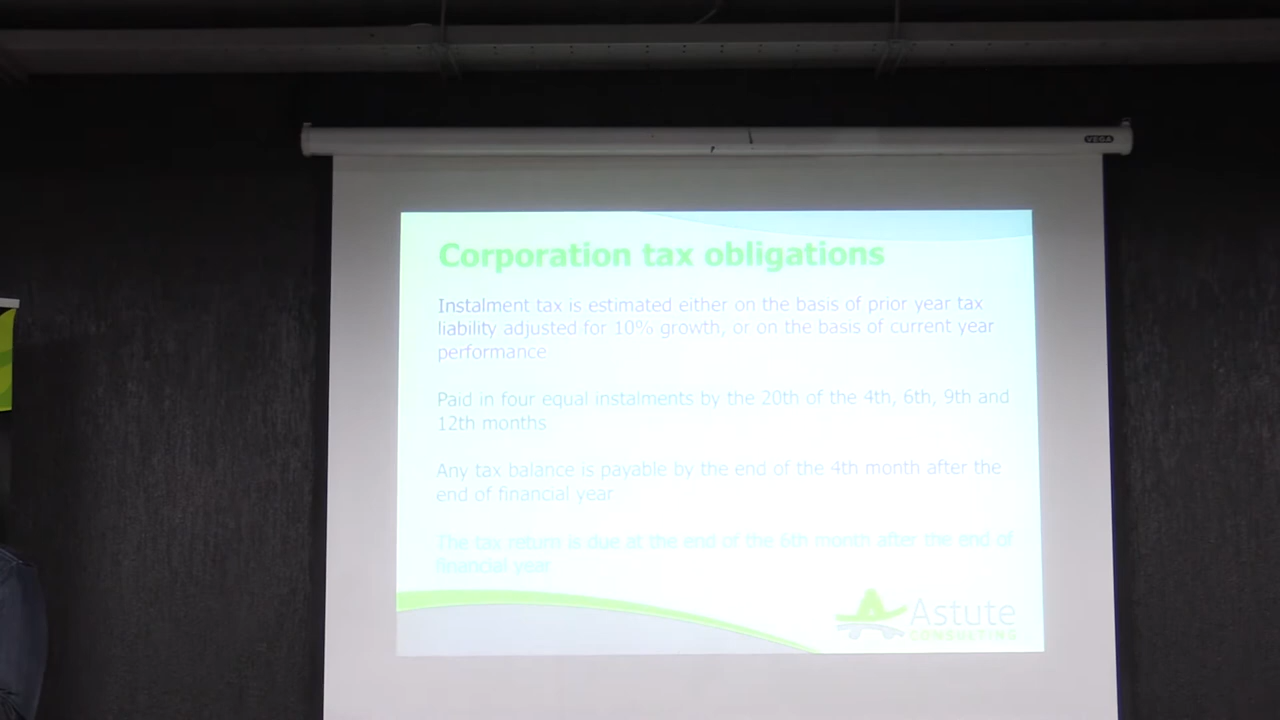 VEGA
Corporation tax obligations
Instalment tax is estimated either on the basis of prior year tax
liability adjusted for 10% growth, or on the basis of current year
performance
Paid in four equal instalments by the 20th of the 4th, 6th, 9th and
12th months
Any tax balance is payable by the end of the 4th month after the
end of financial year
The tax return is due at the end of the 6th month after the end of
financial year
Astute
CONSULTING